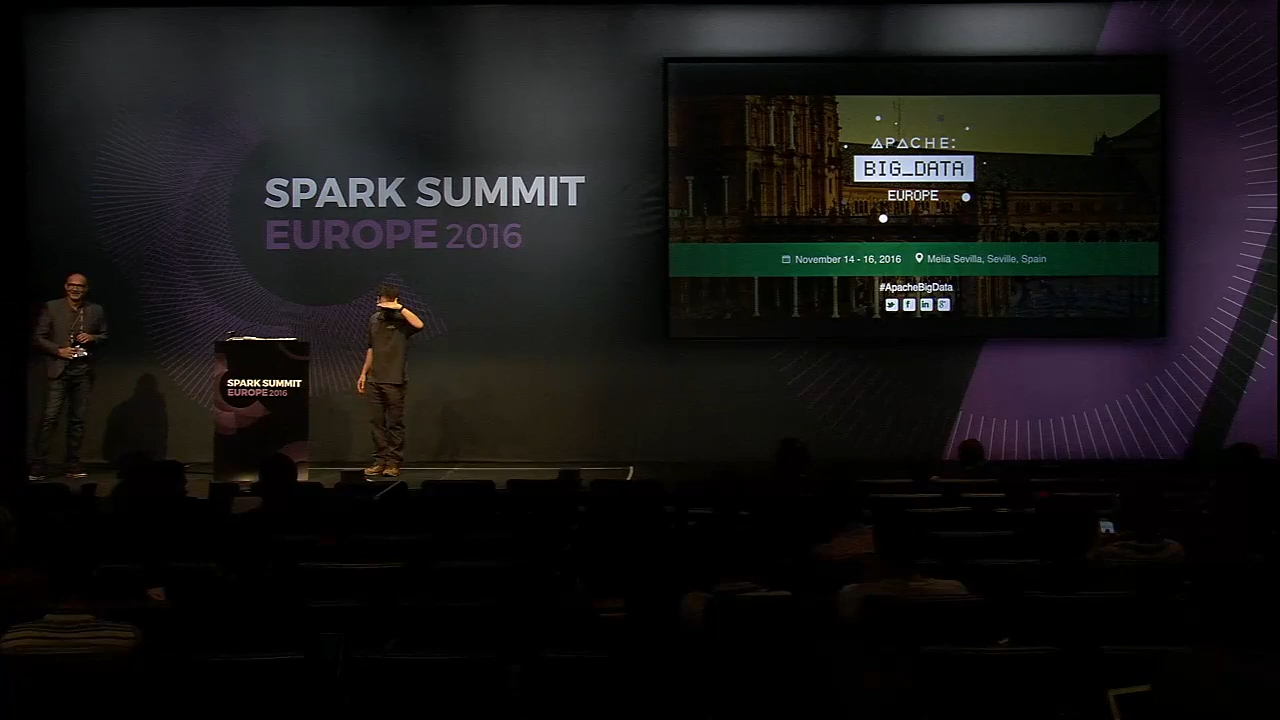 SPARK SUMMIT
EUROPE 2016
APACHE:
BIG_DATA
EUROPE
November 14 - 16, 2016 Melia Sevilla, Seville, Spain
#ApacheBigData
SPARK SUMMIT
EUROPE 2016